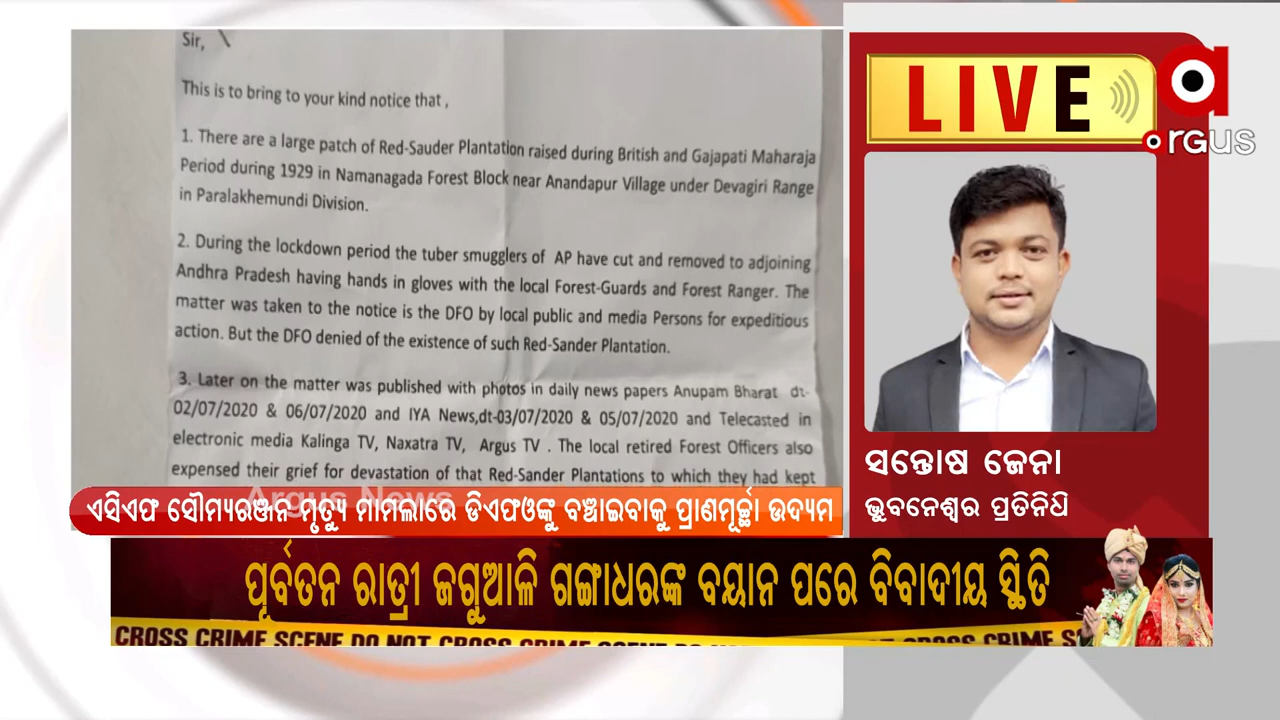 Sir,
This is to bring to your kind notice that ,
1. There are a large patch of Red-Sauder Plantation raised during British and Gajapati Maharaja
Period during 1929 in Namanagada Forest Block near Anandapur Village under Devagiri Range
in Paralakhemundi Division.
2. During the lockdown period the tuber smugglers of AP have cut and removed to adjoining
Andhra Pradesh having hands in gloves with the local Forest-Guards and Forest Ranger. The
matter was taken to the notice is the DFO by local public and media Persons for expeditious
action. But the DFO denied of the existence of such Red-Sander Plantation.
3. Later on the matter was published with photos in daily news papers Anupam Bharat dt-
02/07/2020 & 06/07/2020 and IYA News,dt-03/07/2020 & 05/07/2020 and Telecasted in
electronic media Kalinga TV, Naxatra TV, Argus TV . The local retired Forest Officers also
expensed their grief for devastation of that Red-Sander Plantations to which they had kept
Argus News
ଏସିଏଫ ସୌମ୍ୟରଞ୍ଜନ ମୃତ୍ୟୁ ମାମଲାରେ ଡିଏଫଓଙ୍କୁ ବଞ୍ଚାଇବାକୁ ପ୍ରାଣମୂର୍ଚ୍ଛା ଉଦ୍ୟମ
LIVE
argus
ସନ୍ତୋଷ ଜେନା
ଭୁବନେଶ୍ୱର ପ୍ରତିନିଧି
ପୂର୍ବତନ ରାତ୍ରୀ ଜଗୁଆଳି ଗଙ୍ଗାଧରଙ୍କ ବୟାନ ପରେ ବିବାଦୀୟ ସ୍ଥିତି
CROSS CRIME SCENE DO NOT CROSS CRIME SCENE DO